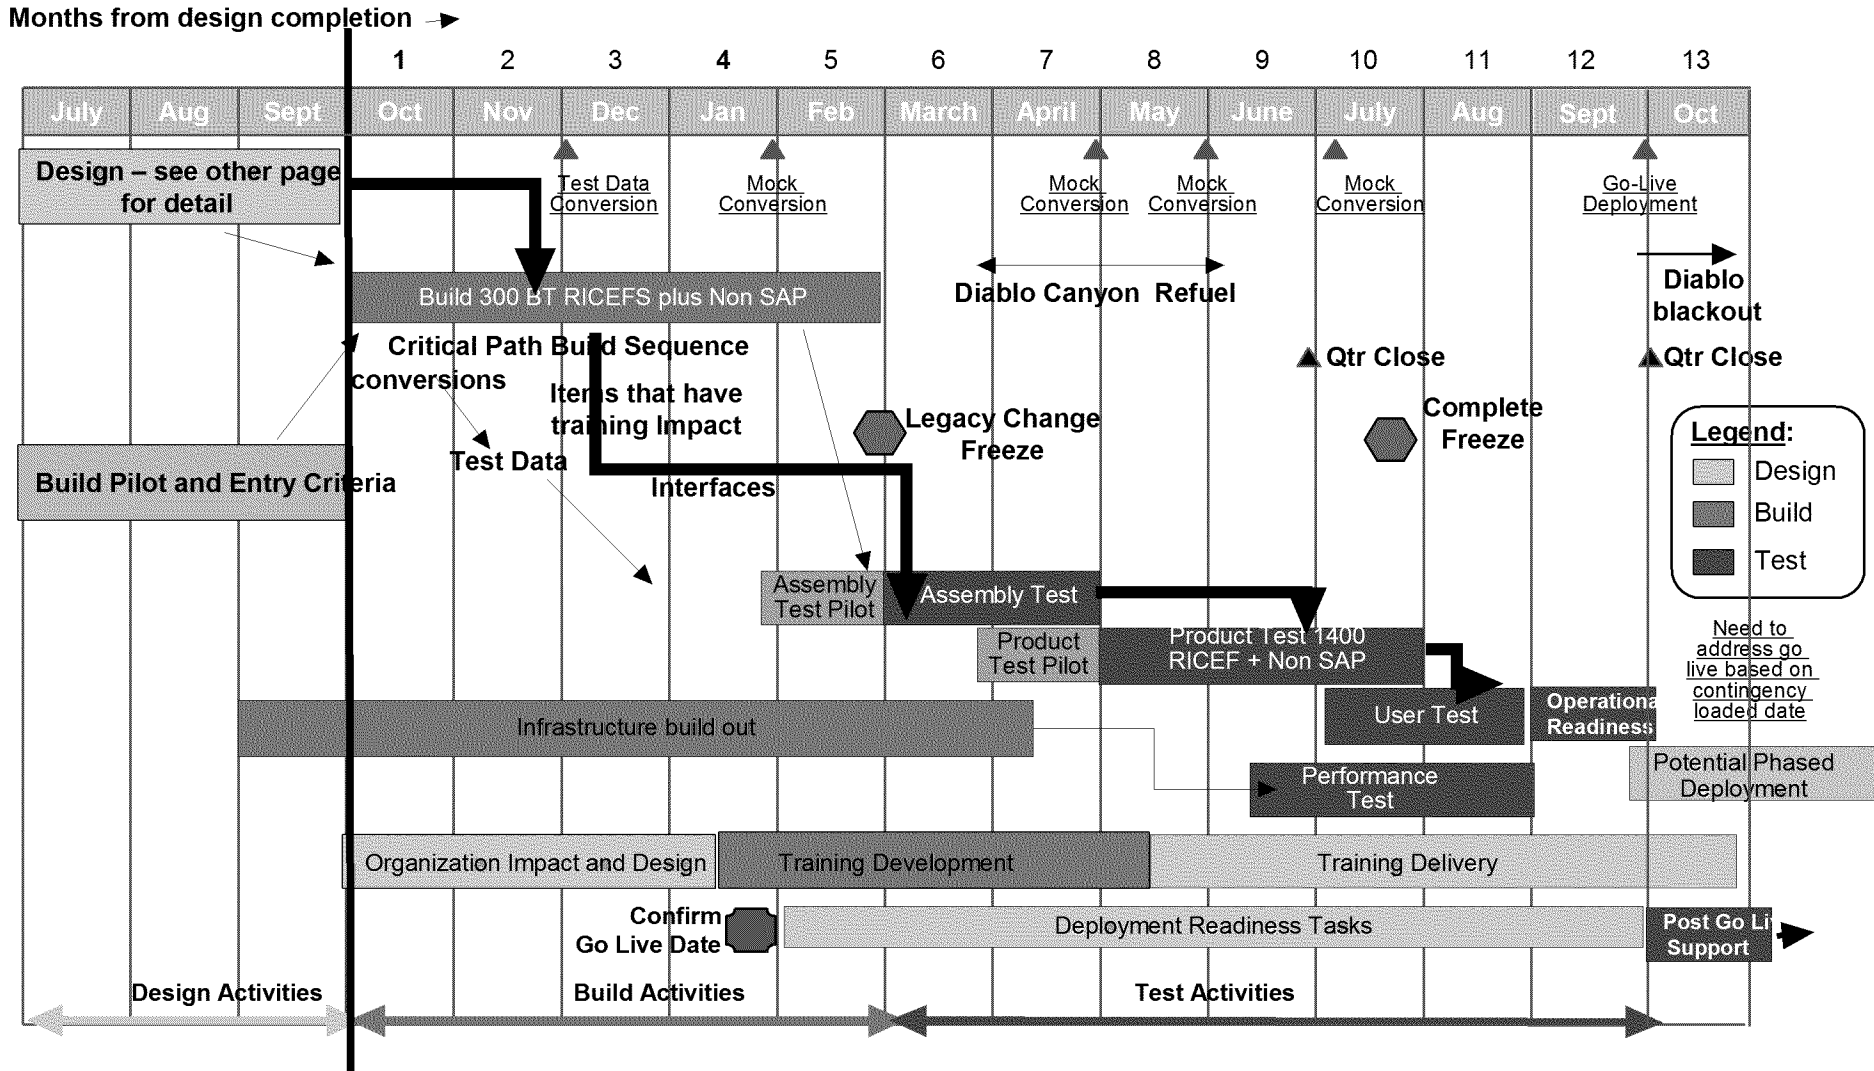 Months from design completion
1 2 3 4 5 6 7 8 9 10 11 12 13
July Aug Sept Oct Nov Dec Jan Feb March April May June July Aug Sept Oct
Design – see other page
for detail
Test Data
Conversion
Mock
Conversion
Mock
Conversion
Mock
Conversion
Mock
Conversion
Go-Live
Deployment
Diablo Canyon Refuel
Diablo
blackout
Build 300 BT RICEFS plus Non SAP
Critical Path Build Sequence
conversions
Items that have
training Impact
Test Data
Interfaces
Qtr Close
Qtr Close
Legacy Change
Freeze
Complete
Freeze
Legend:
Design
Build
Test
Build Pilot and Entry Criteria
Assembly
Test Pilot
Assembly Test
Product
Test Pilot
Product Test 1400
RICEF + Non SAP
Need to
address go
live based on
contingency
loaded date
User Test
Operationa
Readiness
Infrastructure build out
Performance
Test
Potential Phased
Deployment
Organization Impact and Design
Training Development
Training Delivery
Confirm
Go Live Date
Deployment Readiness Tasks
Post Go Li
Support
Design Activities
Build Activities
Test Activities